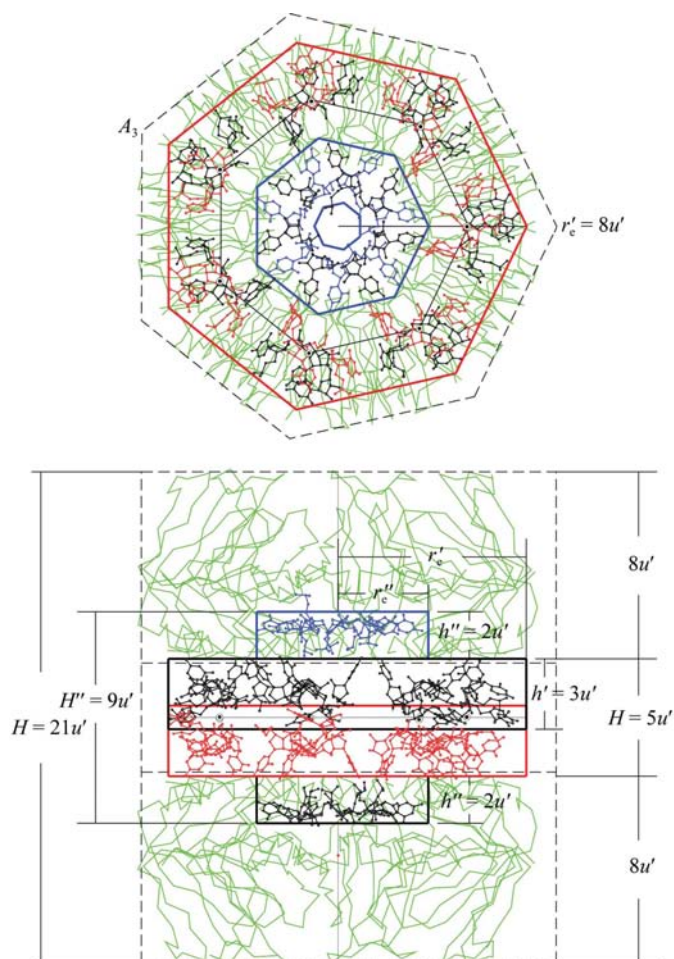 A₃
r′ₑ = 8u′
r′ₑ
8u′
r″ₑ
h″ = 2u′
H″ = 9u′
h′ = 3u′
H = 5u′
H = 21u′
h″ = 2u′
8u′